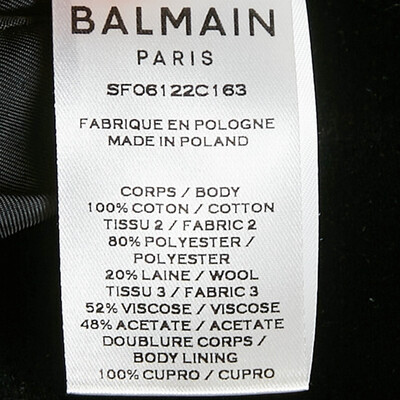 BALMAIN
PARIS
SF06122C163
FABRIQUE EN POLOGNE
MADE IN POLAND
CORPS / BODY
100% COTON / COTTON
TISSU 2 / FABRIC 2
80% POLYESTER /
POLYESTER
20% LAINE / WOOL
TISSU 3 / FABRIC 3
52% VISCOSE / VISCOSE
48% ACETATE / ACETATE
DOUBLURE CORPS /
BODY LINING
100% CUPRO / CUPRO